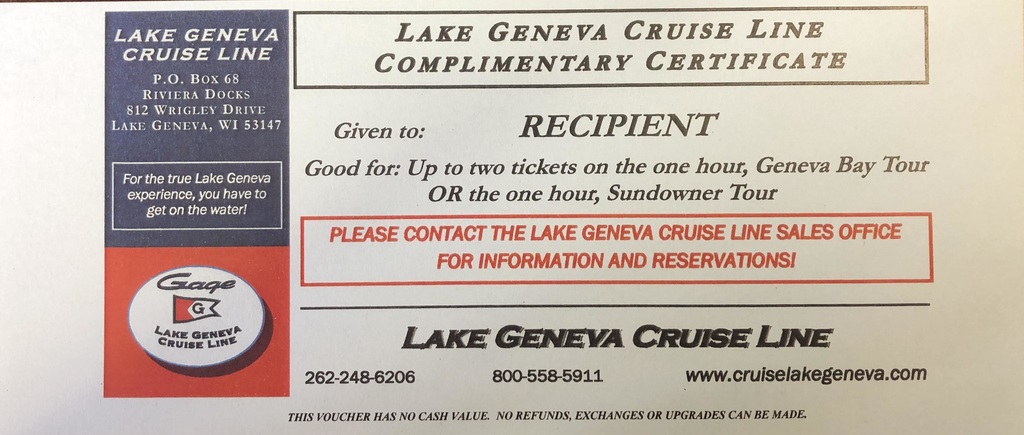 LAKE GENEVA
CRUISE LINE
P.O. BOX 68
RIVIERA DOCKS
812 WRIGLEY DRIVE
LAKE GENEVA, WI 53147
For the true Lake Geneva
experience, you have to
get on the water!
Gage
G
LAKE GENEVA
CRUISE LINE
LAKE GENEVA CRUISE LINE
COMPLIMENTARY CERTIFICATE
Given to: RECIPIENT
Good for: Up to two tickets on the one hour, Geneva Bay Tour
OR the one hour, Sundowner Tour
PLEASE CONTACT THE LAKE GENEVA CRUISE LINE SALES OFFICE
FOR INFORMATION AND RESERVATIONS!
LAKE GENEVA CRUISE LINE
262-248-6206 800-558-5911 www.cruiselakegeneva.com
THIS VOUCHER HAS NO CASH VALUE. NO REFUNDS, EXCHANGES OR UPGRADES CAN BE MADE.